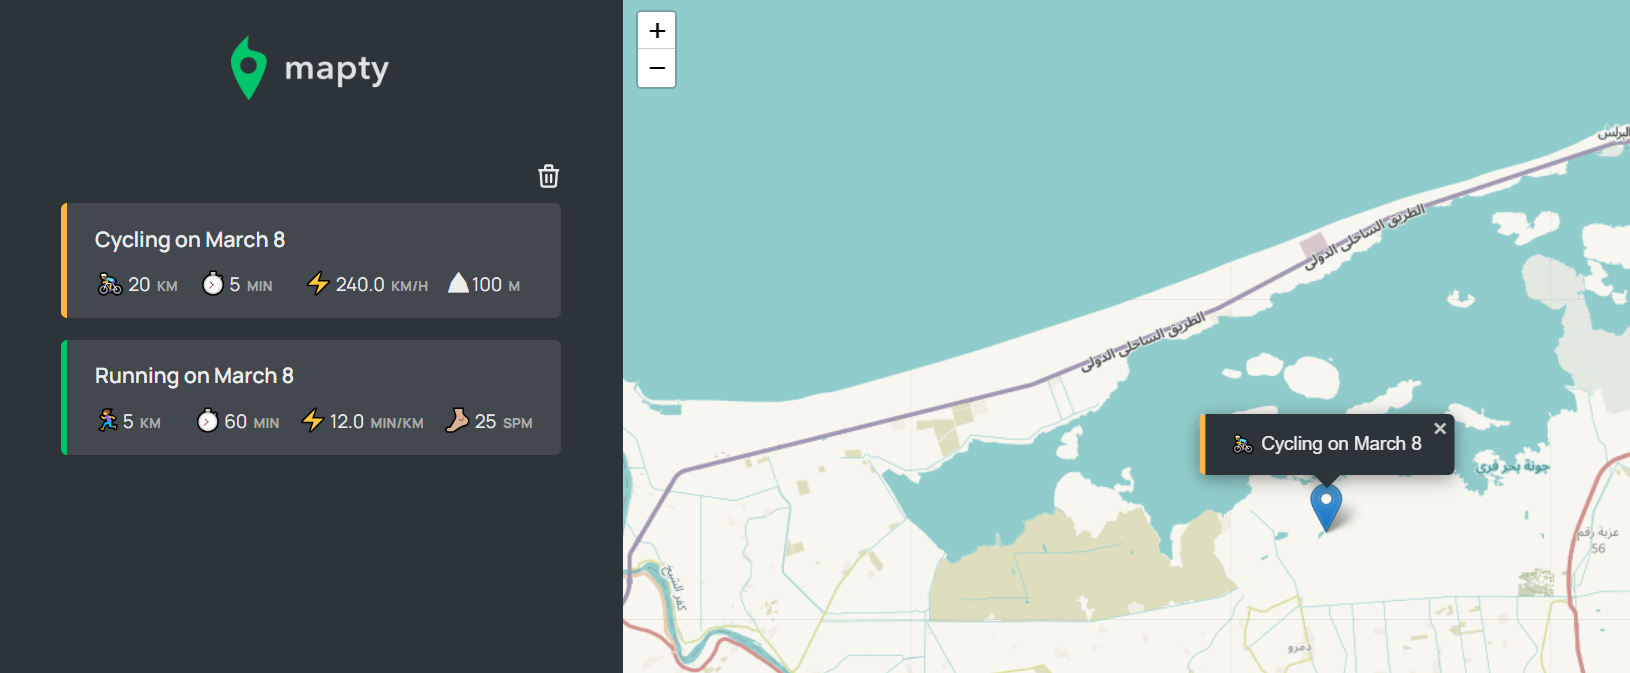 mapty
Cycling on March 8
20 KM 5 MIN 240.0 KM/H 100 M
Running on March 8
5 KM 60 MIN 12.0 MIN/KM 25 SPM
+
−
البرلس
الطريق الساحلى الدولى
الطريق الساحلى الدولى
Cycling on March 8 ×
جونة بحر قري
عزبة رقم
56
كفر الشيخ
دمرو